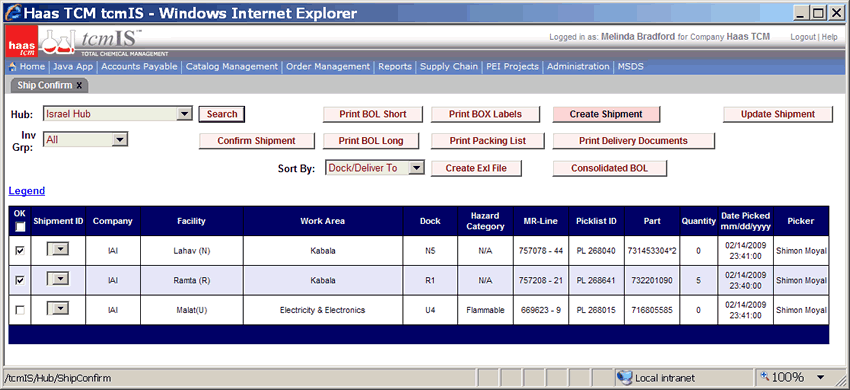 Haas TCM tcmIS - Windows Internet Explorer
haas tcm
tcmIS™
TOTAL CHEMICAL MANAGEMENT
Logged in as: Melinda Bradford for Company Haas TCM
Logout | Help
Home | Java App | Accounts Payable | Catalog Management | Order Management | Reports | Supply Chain | PEI Projects | Administration | MSDS
Ship Confirm X
Hub: Israel Hub Search Print BOL Short Print BOX Labels Create Shipment Update Shipment
Inv Grp: All Confirm Shipment Print BOL Long Print Packing List Print Delivery Documents
Sort By: Dock/Deliver To Create Exl File Consolidated BOL
Legend
OK Shipment ID Company Facility Work Area Dock Hazard Category MR-Line Picklist ID Part Quantity Date Picked mm/dd/yyyy Picker
IAI Lahav (N) Kabala N5 N/A 757078 - 44 PL 268040 731453304*2 0 02/14/2009 23:41:00 Shimon Moyal
IAI Ramta (R) Kabala R1 N/A 757208 - 21 PL 268641 732201090 5 02/14/2009 23:40:00 Shimon Moyal
IAI Malat(U) Electricity & Electronics U4 Flammable 669623 - 9 PL 268015 716805585 0 02/14/2009 23:41:00 Shimon Moyal
/tcmIS/Hub/ShipConfirm
Local intranet
100%